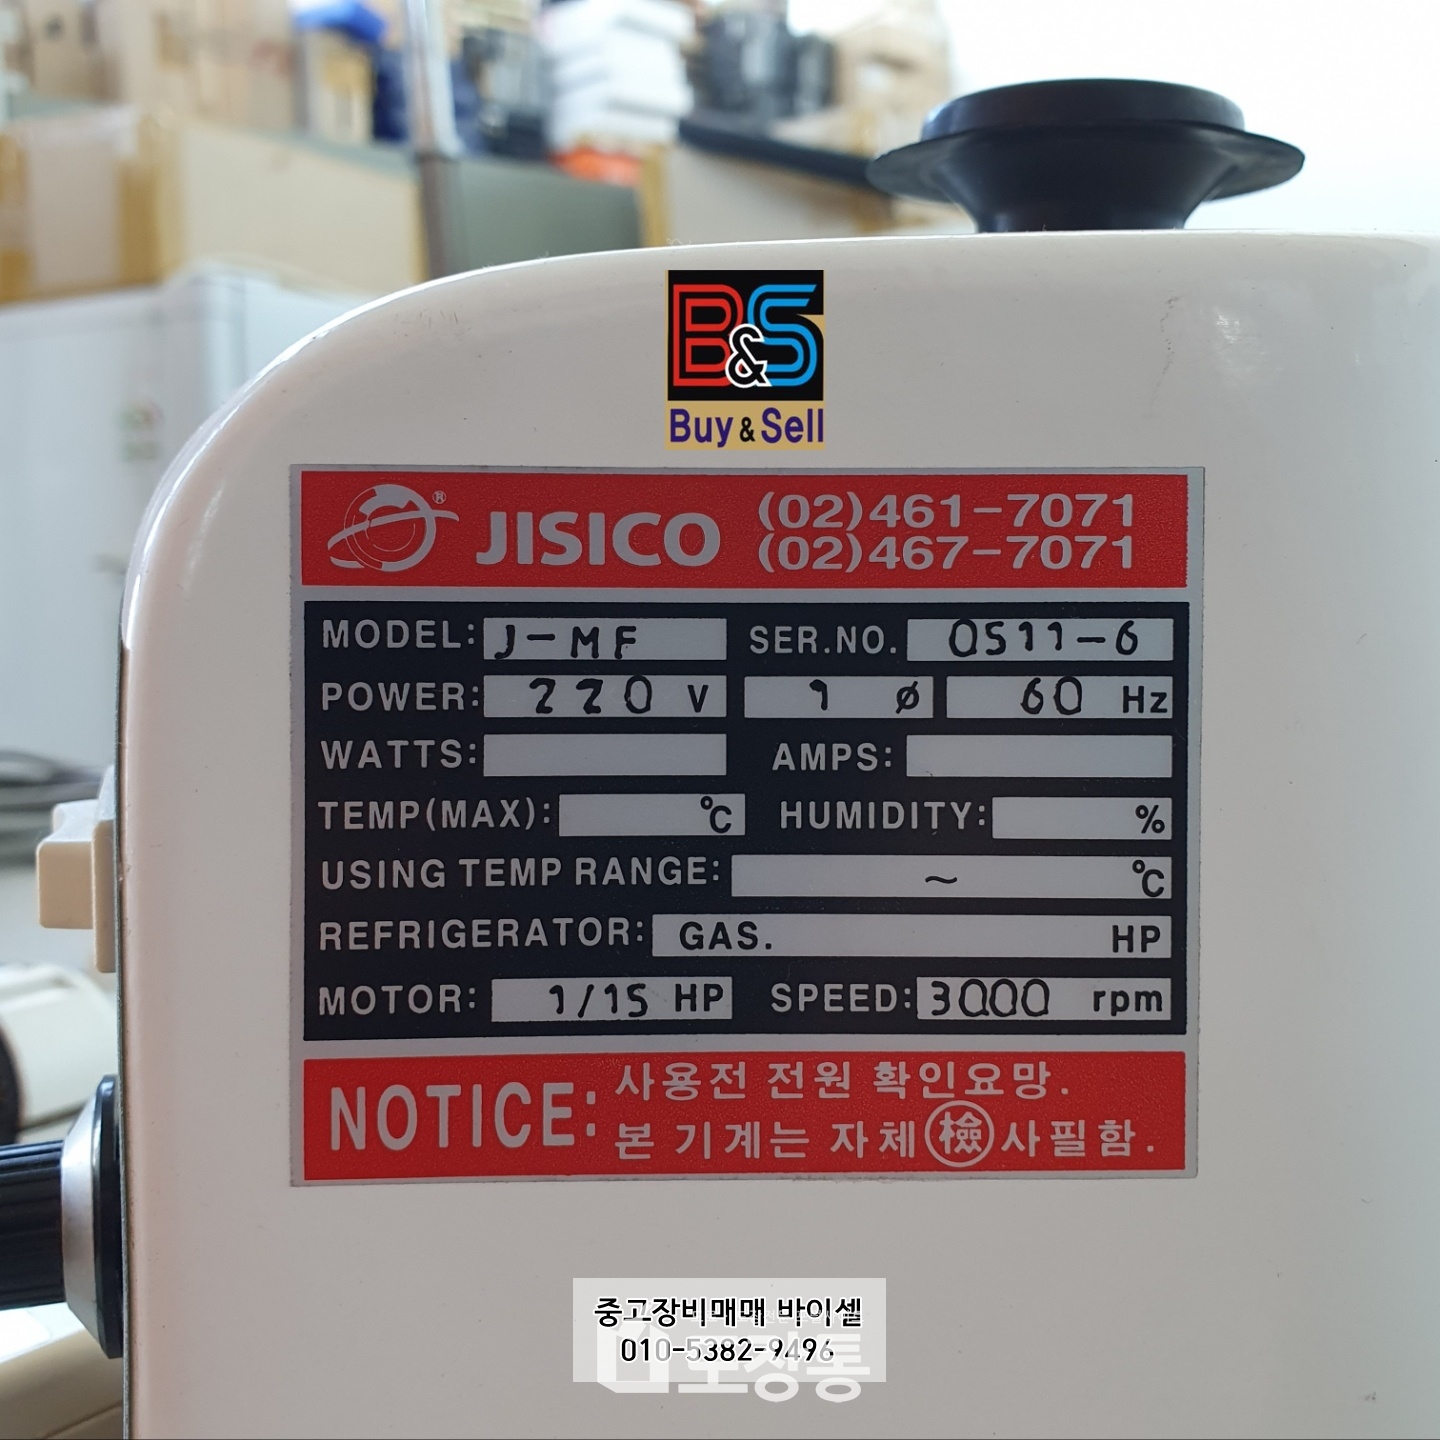 B&S
Buy & Sell
JISICO ®
(02)461-7071
(02)467-7071
MODEL: J-MF SER.NO. 0511-6
POWER: 220 V 1 ø 60 Hz
WATTS: AMPS:
TEMP(MAX): ℃ HUMIDITY: %
USING TEMP RANGE: ~ ℃
REFRIGERATOR: GAS. HP
MOTOR: 1/15 HP SPEED: 3000 rpm
NOTICE: 사용전 전원 확인요망.
본 기계는 자체 檢 사필함.
중고장비매매 바이셀
010-5382-9496